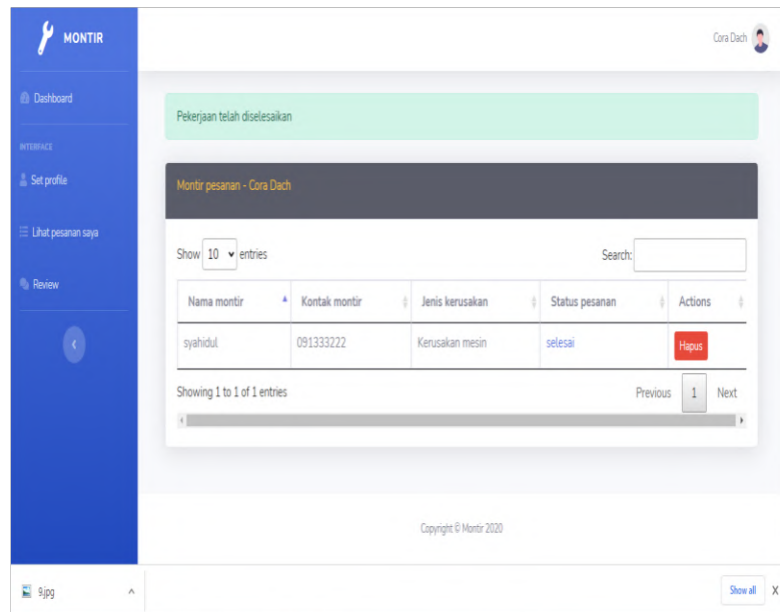 MONTIR
Cora Dach
Dashboard
Pekerjaan telah diselesaikan
INTERFACE
Set profile
Montir pesanan - Cora Dach
Lihat pesanan saya
Show 10 entries
Search:
Review
Nama montir Kontak montir Jenis kerusakan Status pesanan Actions
syahidul 091333222 Kerusakan mesin selesai Hapus
Showing 1 to 1 of 1 entries
Previous 1 Next
Copyright © Montir 2020
9.jpg
Show all X